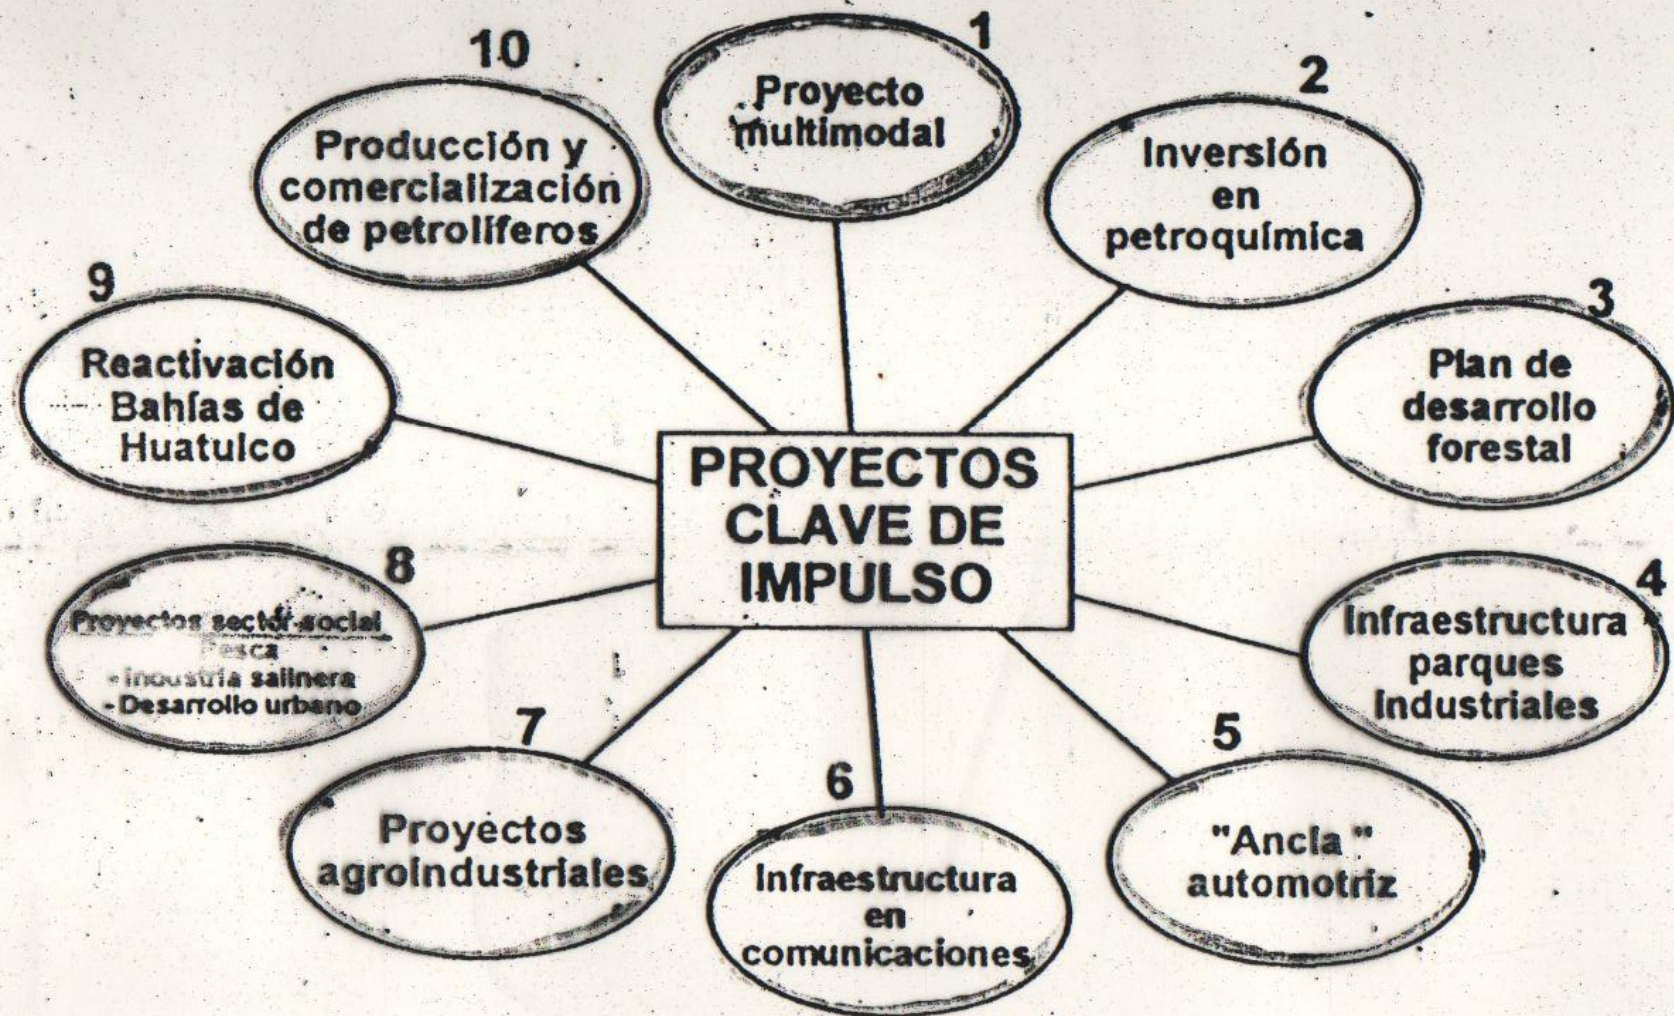 PROYECTOS
CLAVE DE
IMPULSO
1
Proyecto
multimodal
2
Inversión
en
petroquímica
3
Plan de
desarrollo
forestal
4
Infraestructura
parques
Industriales
5
"Ancla "
automotriz
6
Infraestructura
en
comunicaciones
7
Proyectos
agroindustriales
8
Proyectos sector social
Pesca
- Industria salinera
- Desarrollo urbano
9
Reactivación
Bahías de
Huatulco
10
Producción y
comercialización
de petrolíferos